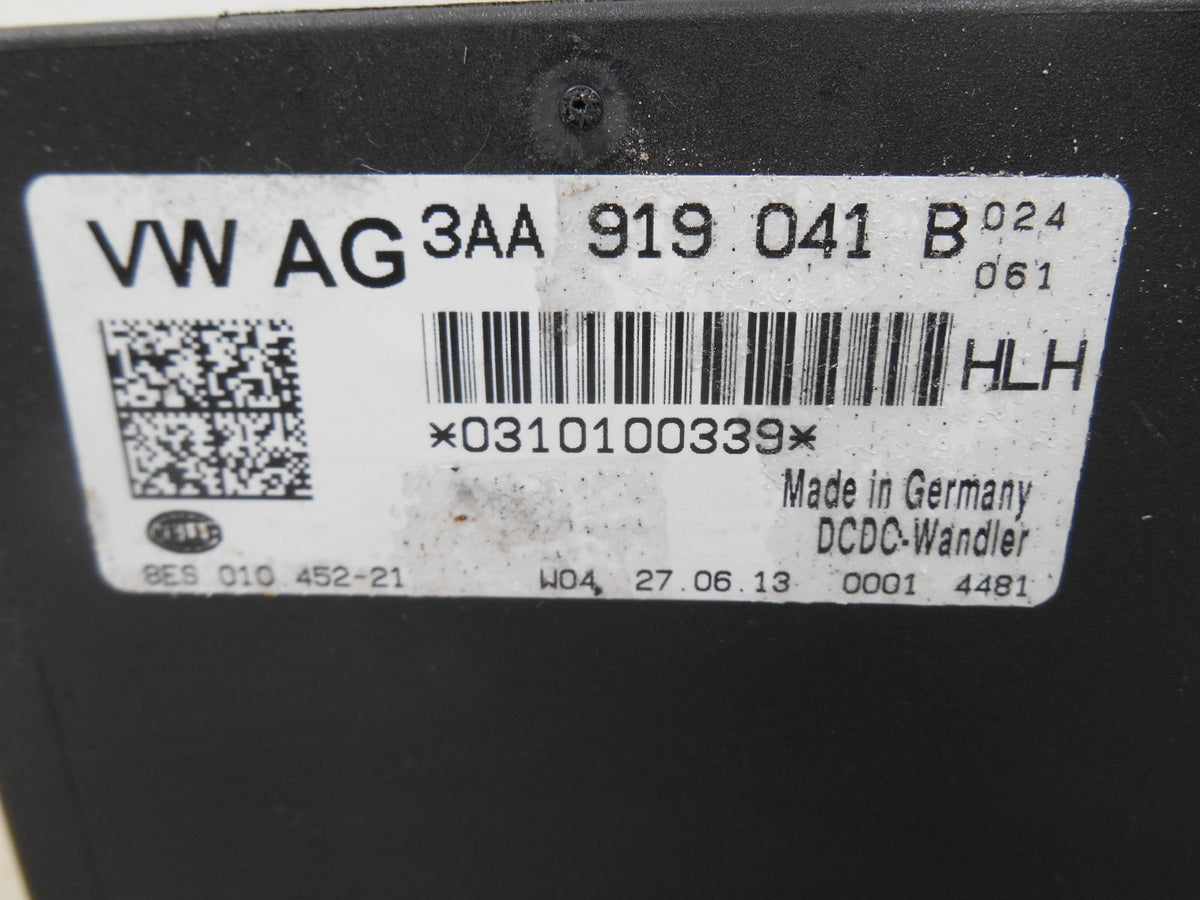 VW AG 3AA 919 041 B 024
061
HLH
*0310100339*
Made in Germany
DCDC-Wandler
HELLA
8ES 010 452-21 W04 27.06.13 0001 4481